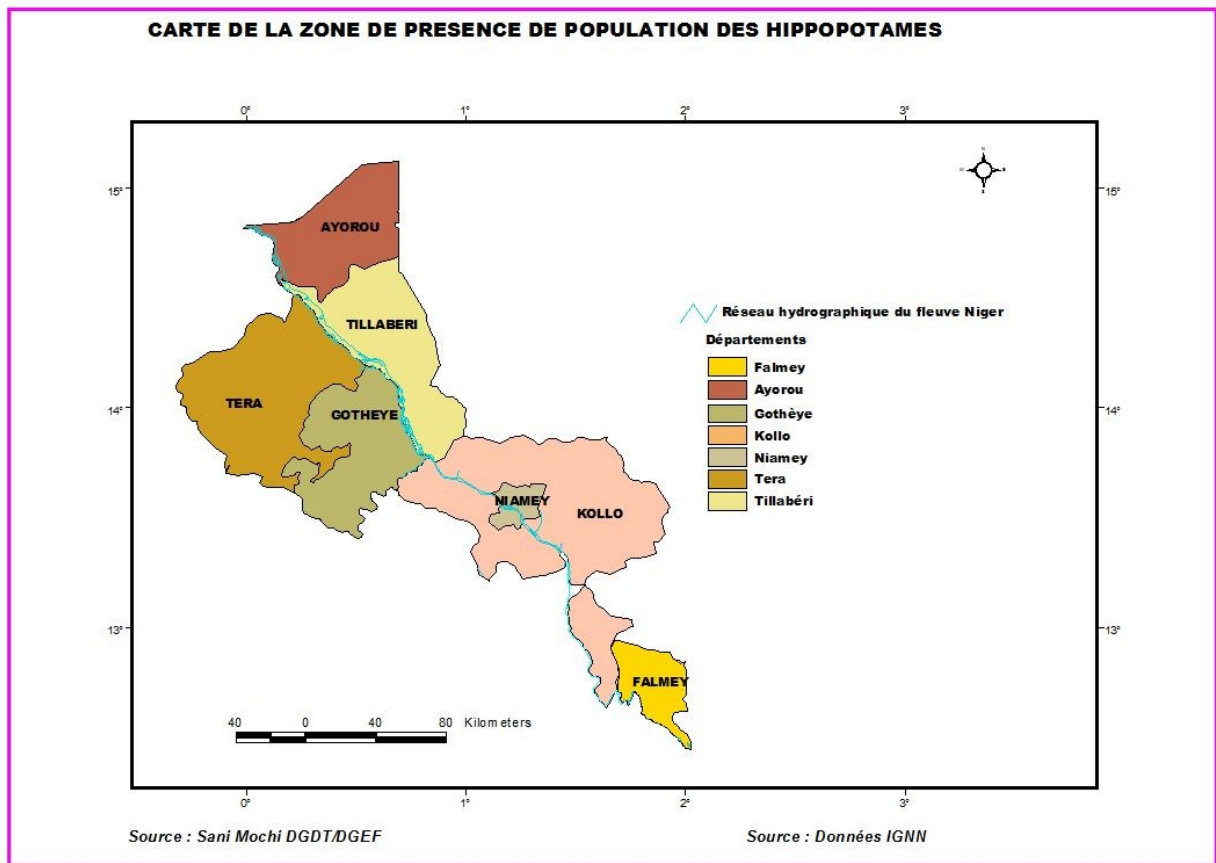 CARTE DE LA ZONE DE PRESENCE DE POPULATION DES HIPPOPOTAMES
0° 1° 2° 3°
15° 15°
AYOROU
TILLABERI
Réseau hydrographique du fleuve Niger
Départements
Falmey
Ayorou
Gothèye
Kollo
Niamey
Tera
Tillabéri
TERA
14° 14°
GOTHEYE
NIAMEY
KOLLO
13° 13°
FALMEY
40 0 40 80 Kilometers
0° 1° 2° 3°
Source : Sani Mochi DGDT/DGEF
Source : Données IGNN